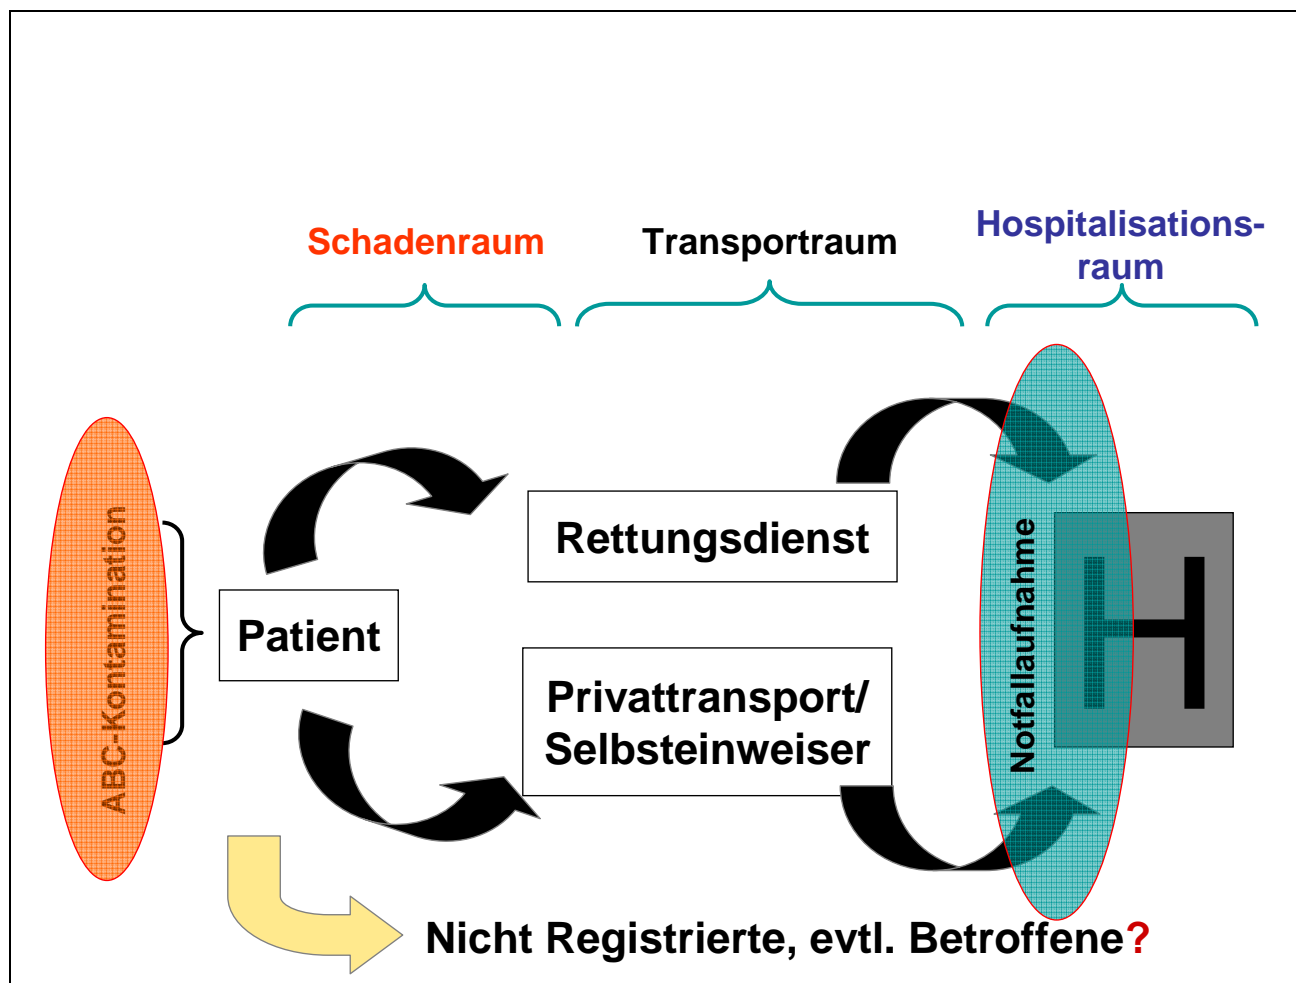 Schadenraum
Transportraum
Hospitalisations-
raum
ABC-Kontamination
Patient
Rettungsdienst
Privattransport/
Selbsteinweiser
Notfallaufnahme
H
Nicht Registrierte, evtl. Betroffene?